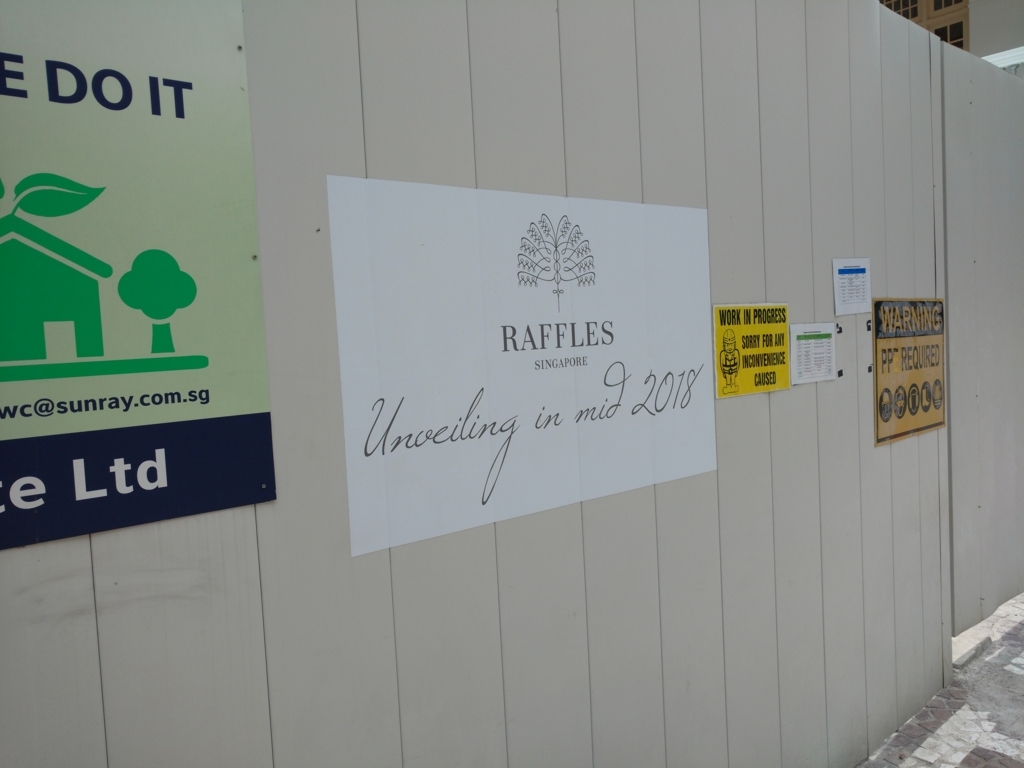 E DO IT
wc@sunray.com.sg
te Ltd
RAFFLES
SINGAPORE
Unveiling in mid 2018
WORK IN PROGRESS
SORRY FOR ANY
INCONVENIENCE
CAUSED
WARNING
PPE REQUIRED